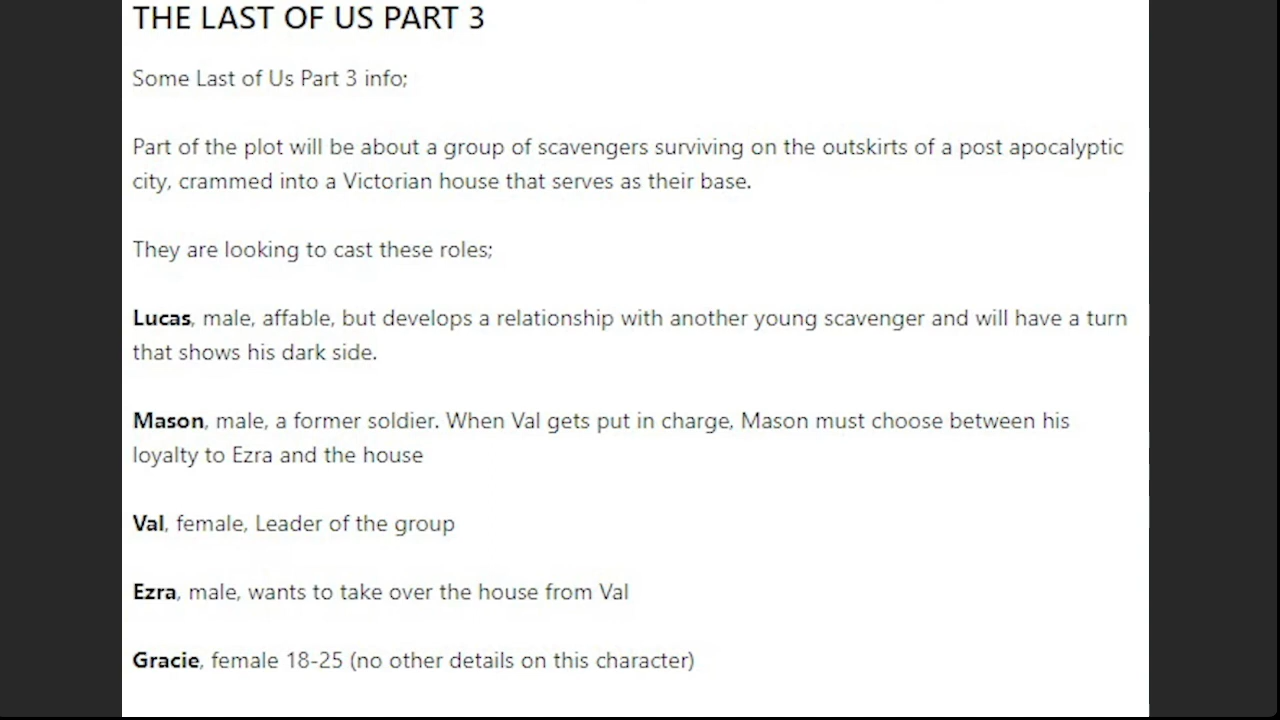 THE LAST OF US PART 3
Some Last of Us Part 3 info;
Part of the plot will be about a group of scavengers surviving on the outskirts of a post apocalyptic
city, crammed into a Victorian house that serves as their base.
They are looking to cast these roles;
Lucas, male, affable, but develops a relationship with another young scavenger and will have a turn
that shows his dark side.
Mason, male, a former soldier. When Val gets put in charge, Mason must choose between his
loyalty to Ezra and the house
Val, female, Leader of the group
Ezra, male, wants to take over the house from Val
Gracie, female 18-25 (no other details on this character)